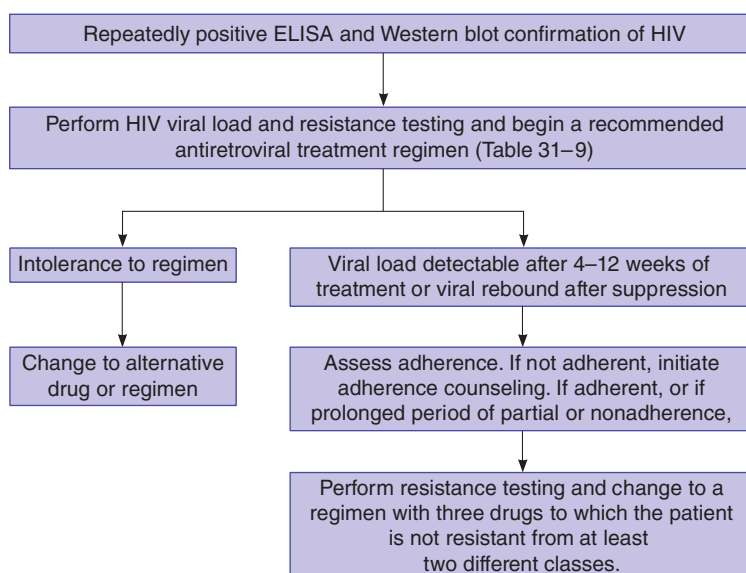 Repeatedly positive ELISA and Western blot confirmation of HIV
Perform HIV viral load and resistance testing and begin a recommended
antiretroviral treatment regimen (Table 31–9)
Intolerance to regimen
Change to alternative
drug or regimen
Viral load detectable after 4–12 weeks of
treatment or viral rebound after suppression
Assess adherence. If not adherent, initiate
adherence counseling. If adherent, or if
prolonged period of partial or nonadherence,
Perform resistance testing and change to a
regimen with three drugs to which the patient
is not resistant from at least
two different classes.